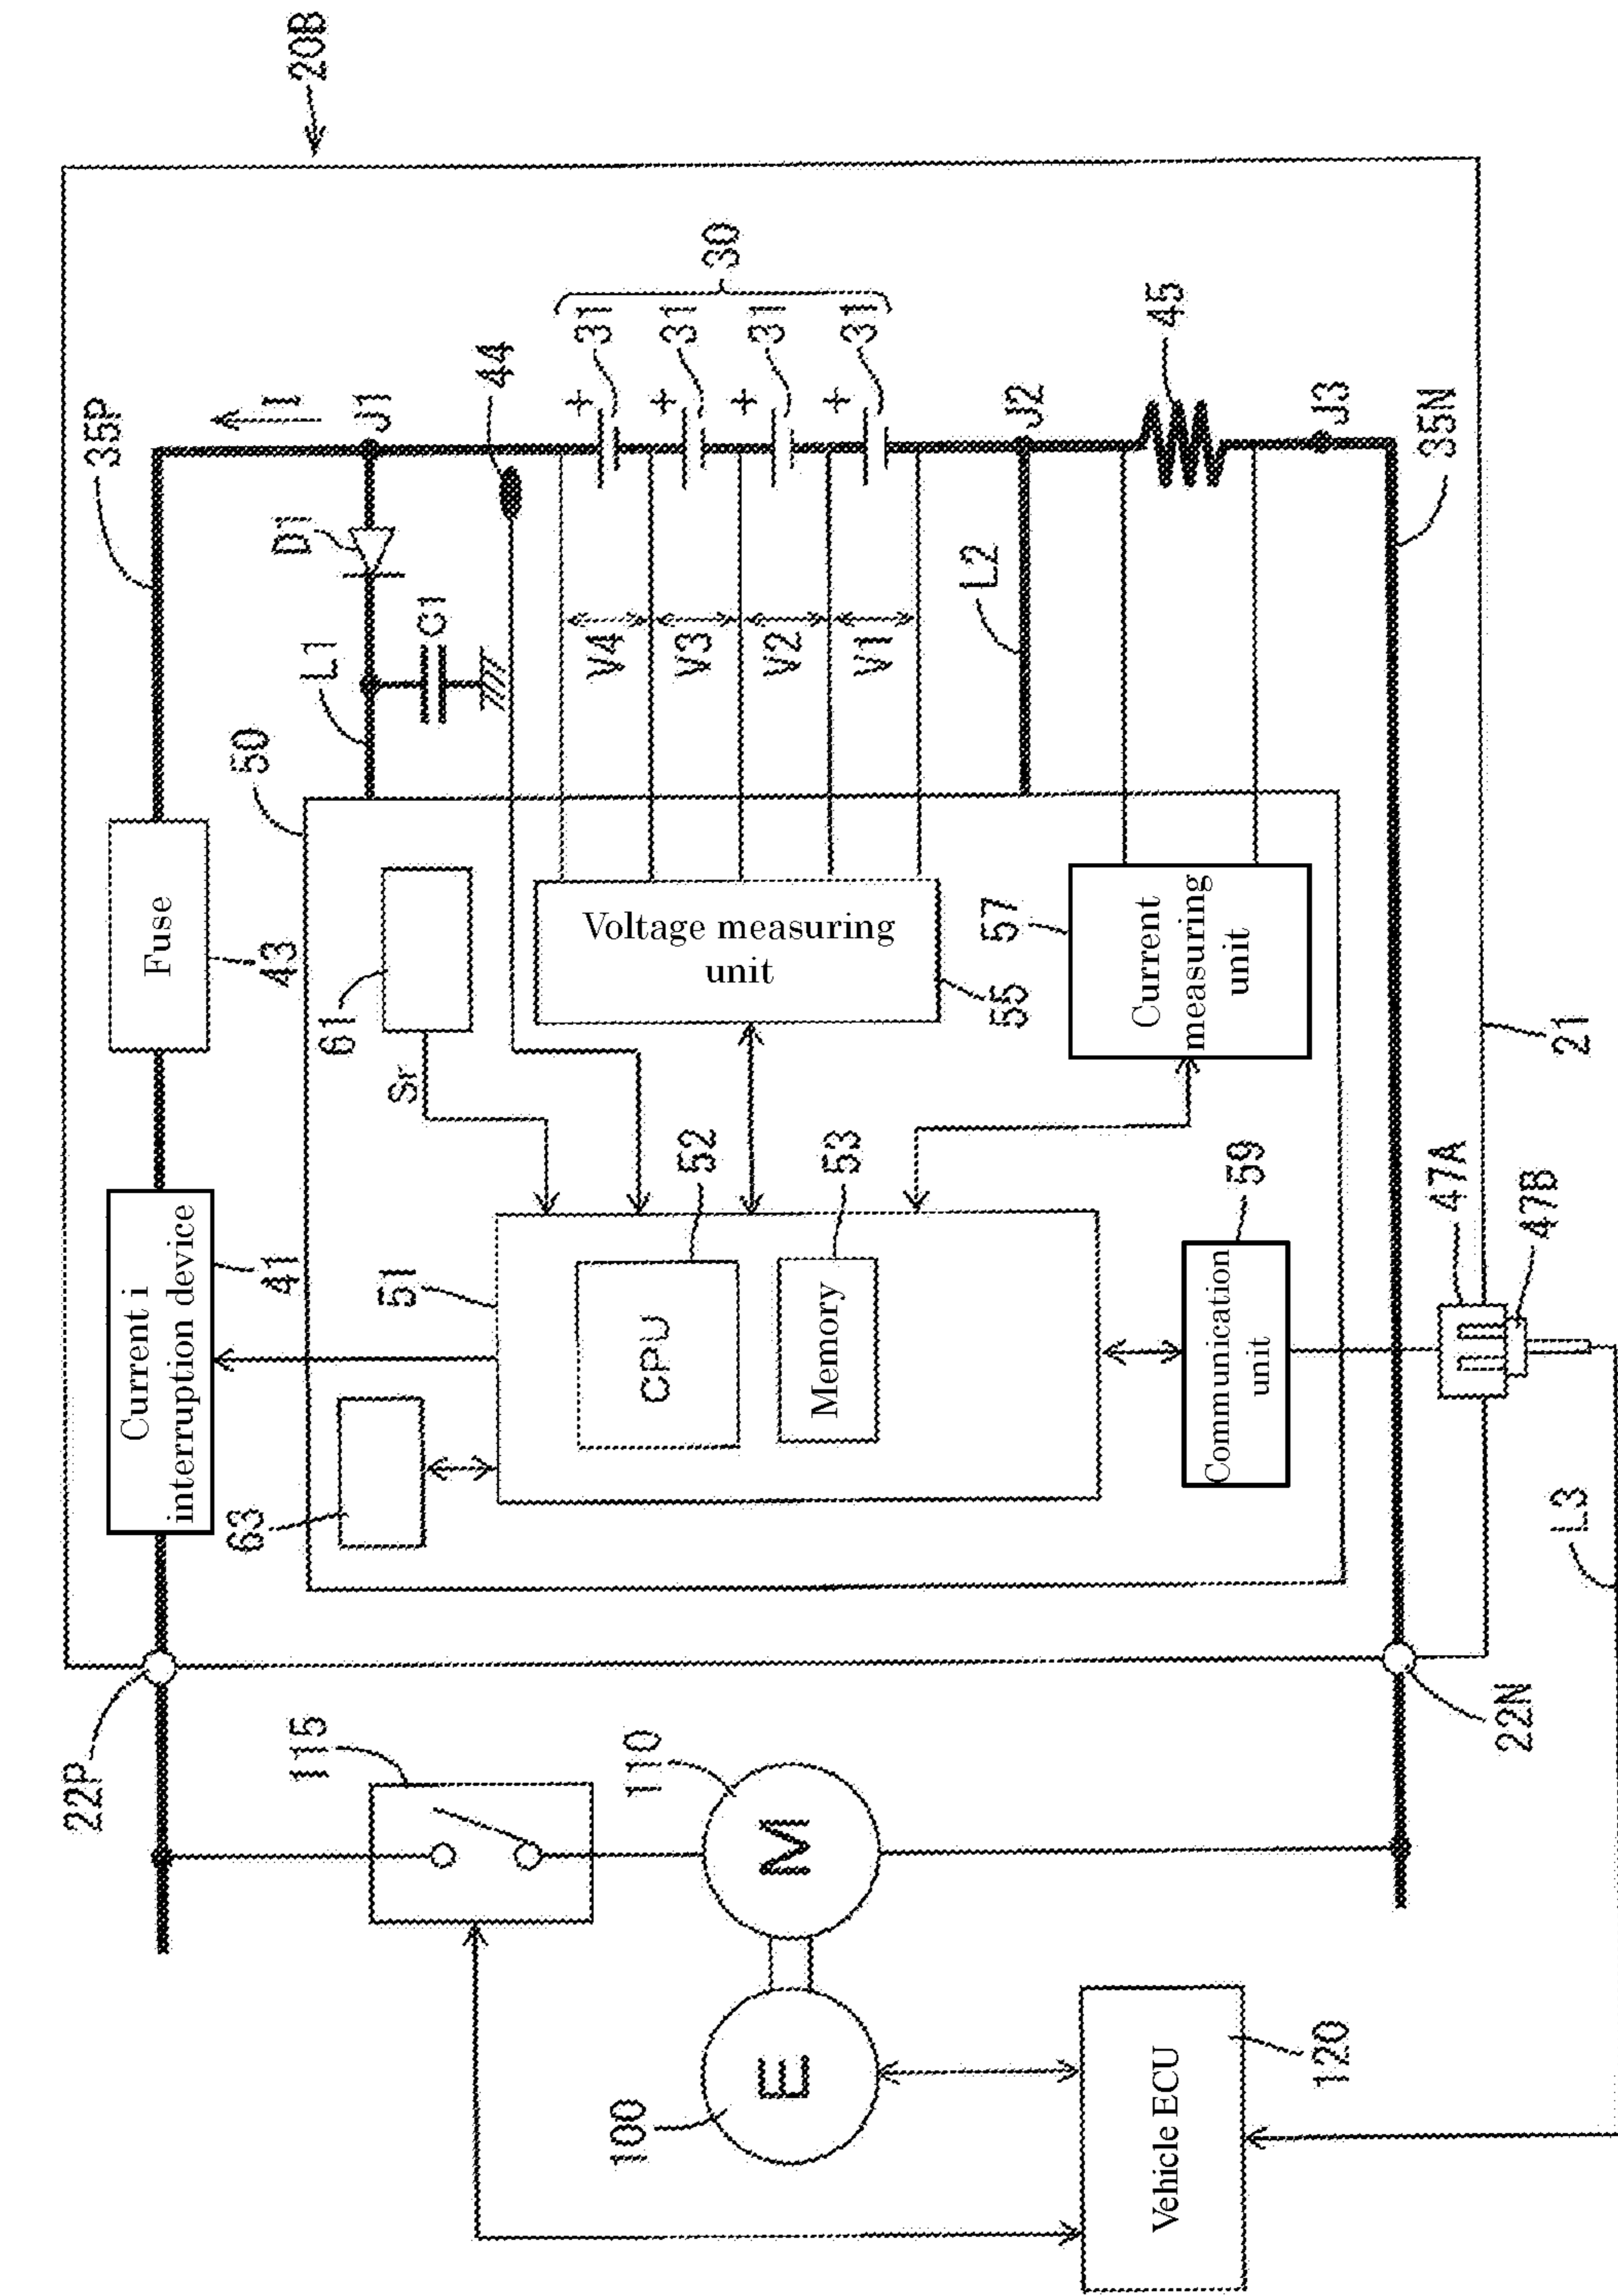 20B
22P
Current i
interruption device
41
Fuse
43
35P
I
J1
D1
L1
C1
50
63
61
Sr
44
115
51
110
M
100
E
52
CPU
53
Memory
Voltage measuring
unit
55
V4
V3
V2
V1
+
+
+
+
31
31
31
31
30
L2
J2
57
Current
measuring
unit
45
J3
35N
59
Communication
unit
Vehicle ECU
120
47A
47B
22N
21
L3